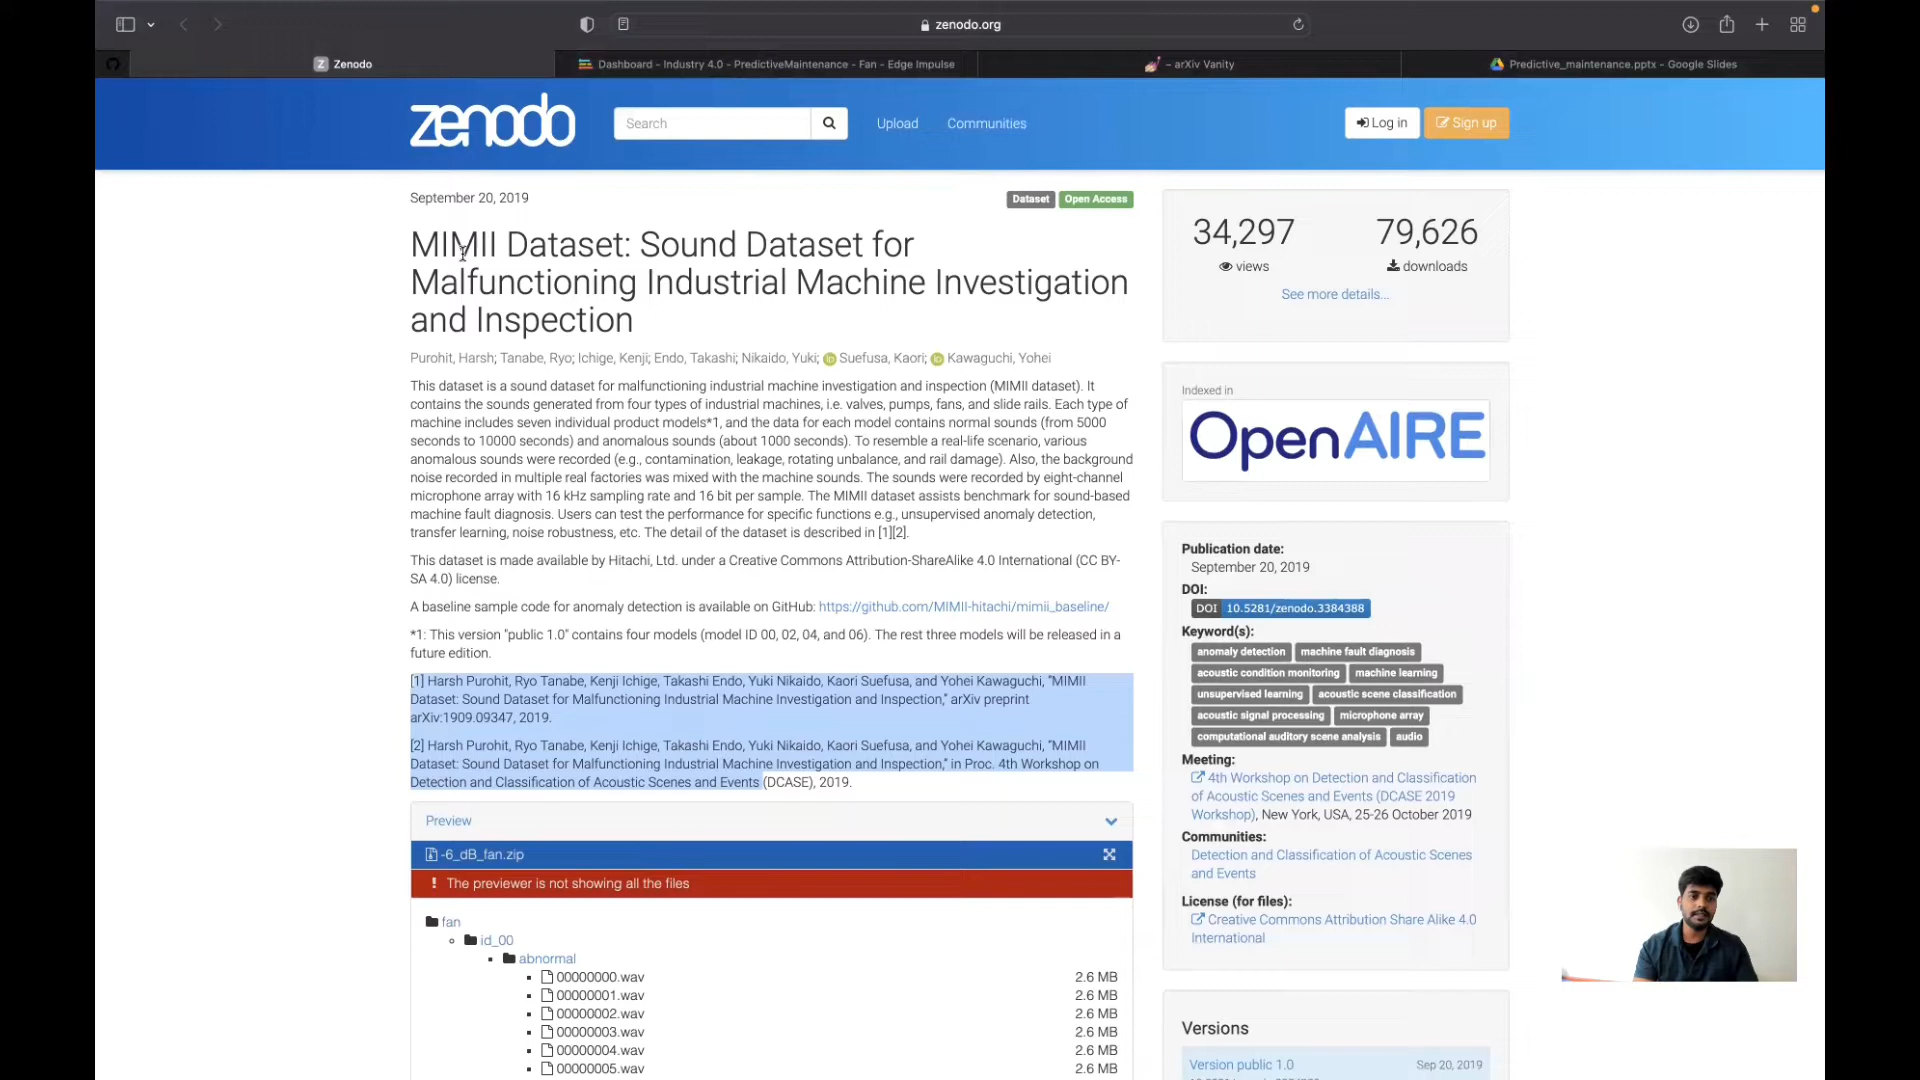 zenodo.org
Z Zenodo
Dashboard - Industry 4.0 - PredictiveMaintenance - Fan - Edge Impulse
– arXiv Vanity
Predictive_maintenance.pptx - Google Slides
zenodo
Search
Upload
Communities
Log in
Sign up
September 20, 2019
Dataset
Open Access
MIMII Dataset: Sound Dataset for
Malfunctioning Industrial Machine Investigation
and Inspection
Purohit, Harsh; Tanabe, Ryo; Ichige, Kenji; Endo, Takashi; Nikaido, Yuki; iD Suefusa, Kaori; iD Kawaguchi, Yohei
This dataset is a sound dataset for malfunctioning industrial machine investigation and inspection (MIMII dataset). It
contains the sounds generated from four types of industrial machines, i.e. valves, pumps, fans, and slide rails. Each type of
machine includes seven individual product models*1, and the data for each model contains normal sounds (from 5000
seconds to 10000 seconds) and anomalous sounds (about 1000 seconds). To resemble a real-life scenario, various
anomalous sounds were recorded (e.g., contamination, leakage, rotating unbalance, and rail damage). Also, the background
noise recorded in multiple real factories was mixed with the machine sounds. The sounds were recorded by eight-channel
microphone array with 16 kHz sampling rate and 16 bit per sample. The MIMII dataset assists benchmark for sound-based
machine fault diagnosis. Users can test the performance for specific functions e.g., unsupervised anomaly detection,
transfer learning, noise robustness, etc. The detail of the dataset is described in [1][2].
This dataset is made available by Hitachi, Ltd. under a Creative Commons Attribution-ShareAlike 4.0 International (CC BY-
SA 4.0) license.
A baseline sample code for anomaly detection is available on GitHub: https://github.com/MIMII-hitachi/mimii_baseline/
*1: This version "public 1.0" contains four models (model ID 00, 02, 04, and 06). The rest three models will be released in a
future edition.
[1] Harsh Purohit, Ryo Tanabe, Kenji Ichige, Takashi Endo, Yuki Nikaido, Kaori Suefusa, and Yohei Kawaguchi, "MIMII
Dataset: Sound Dataset for Malfunctioning Industrial Machine Investigation and Inspection," arXiv preprint
arXiv:1909.09347, 2019.
[2] Harsh Purohit, Ryo Tanabe, Kenji Ichige, Takashi Endo, Yuki Nikaido, Kaori Suefusa, and Yohei Kawaguchi, "MIMII
Dataset: Sound Dataset for Malfunctioning Industrial Machine Investigation and Inspection," in Proc. 4th Workshop on
Detection and Classification of Acoustic Scenes and Events (DCASE), 2019.
Preview
-6_dB_fan.zip
! The previewer is not showing all the files
fan
id_00
abnormal
00000000.wav 2.6 MB
00000001.wav 2.6 MB
00000002.wav 2.6 MB
00000003.wav 2.6 MB
00000004.wav 2.6 MB
00000005.wav 2.6 MB
34,297
views
79,626
downloads
See more details...
Indexed in
OpenAIRE
Publication date:
September 20, 2019
DOI:
DOI 10.5281/zenodo.3384388
Keyword(s):
anomaly detection machine fault diagnosis
acoustic condition monitoring machine learning
unsupervised learning acoustic scene classification
acoustic signal processing microphone array
computational auditory scene analysis audio
Meeting:
4th Workshop on Detection and Classification
of Acoustic Scenes and Events (DCASE 2019
Workshop), New York, USA, 25-26 October 2019
Communities:
Detection and Classification of Acoustic Scenes
and Events
License (for files):
Creative Commons Attribution Share Alike 4.0
International
Versions
Version public 1.0 Sep 20, 2019